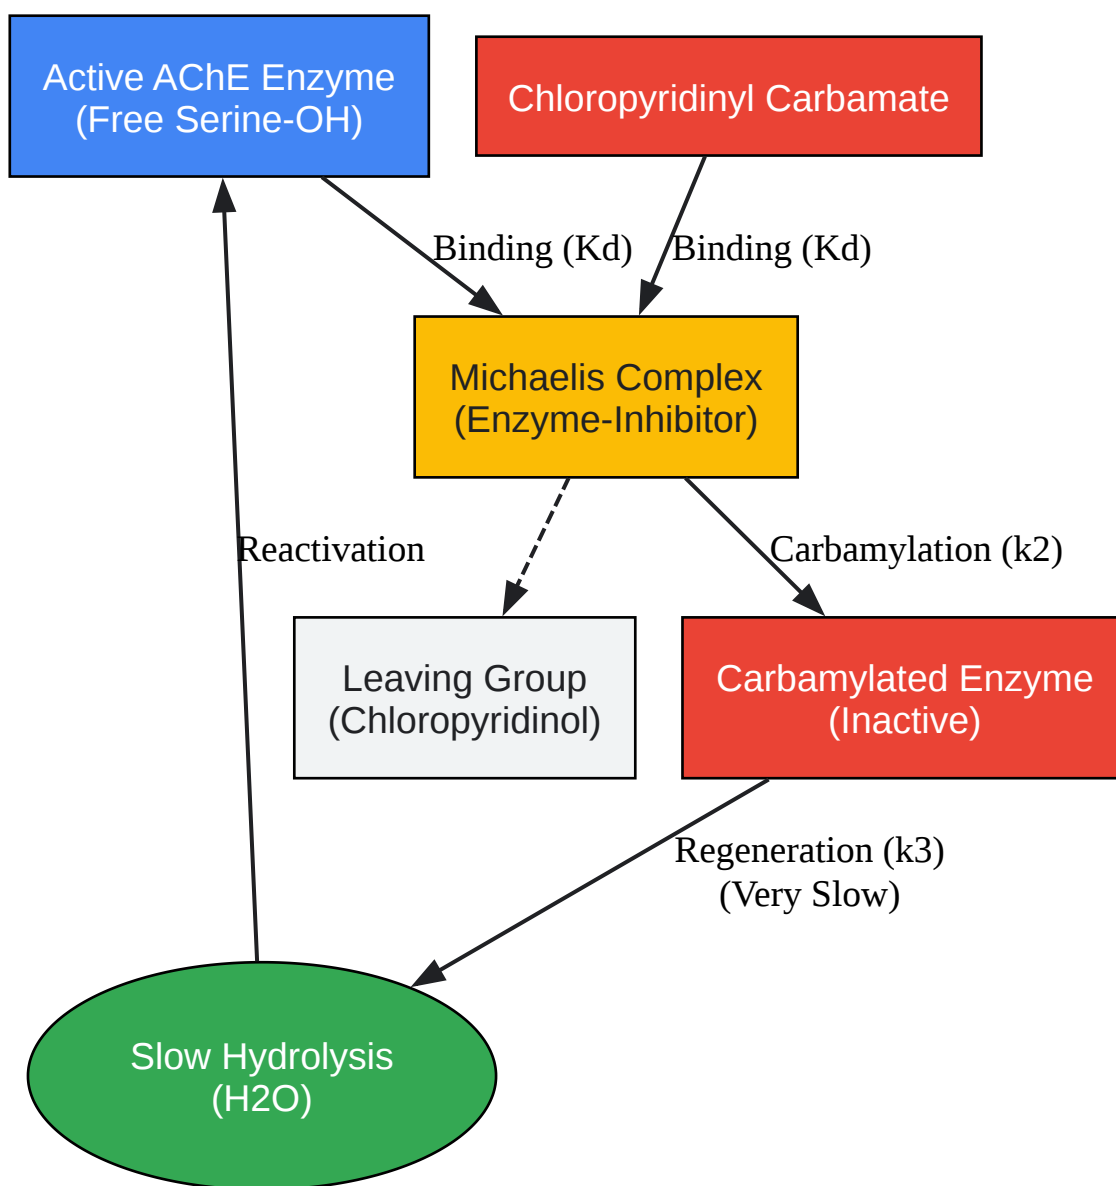 Active AChE Enzyme
(Free Serine-OH)
Chloropyridinyl Carbamate
Binding (Kd)
Binding (Kd)
Michaelis Complex
(Enzyme-Inhibitor)
Reactivation
Carbamylation (k2)
Leaving Group
(Chloropyridinol)
Carbamylated Enzyme
(Inactive)
Regeneration (k3)
(Very Slow)
Slow Hydrolysis
(H2O)